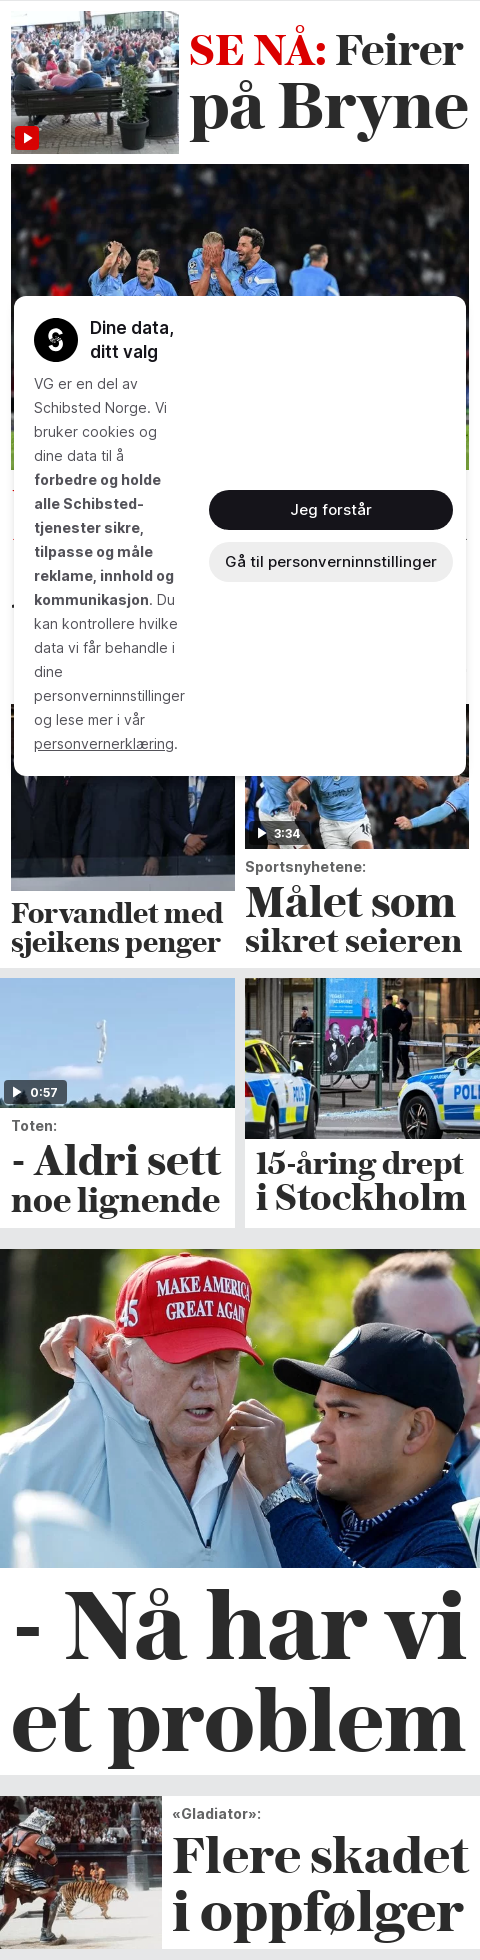 SE NÅ: Feirer
på Bryne
Dine data,
ditt valg
VG er en del av
Schibsted Norge. Vi
bruker cookies og
dine data til å
forbedre og holde
alle Schibsted-
tjenester sikre,
tilpasse og måle
reklame, innhold og
kommunikasjon. Du
kan kontrollere hvilke
data vi får behandle i
dine
personverninnstillinger
og lese mer i vår
personvernerklæring.
Jeg forstår
Gå til personverninnstillinger
3:34
Forvandlet med
sjeikens penger
Sportsnyhetene:
Målet som
sikret seieren
0:57
POL
Toten:
- Aldri sett
noe lignende
15-åring drept
i Stockholm
45
MAKE AMERICA
GREAT AGAIN
- Nå har vi
et problem
«Gladiator»:
Flere skadet
i oppfølger